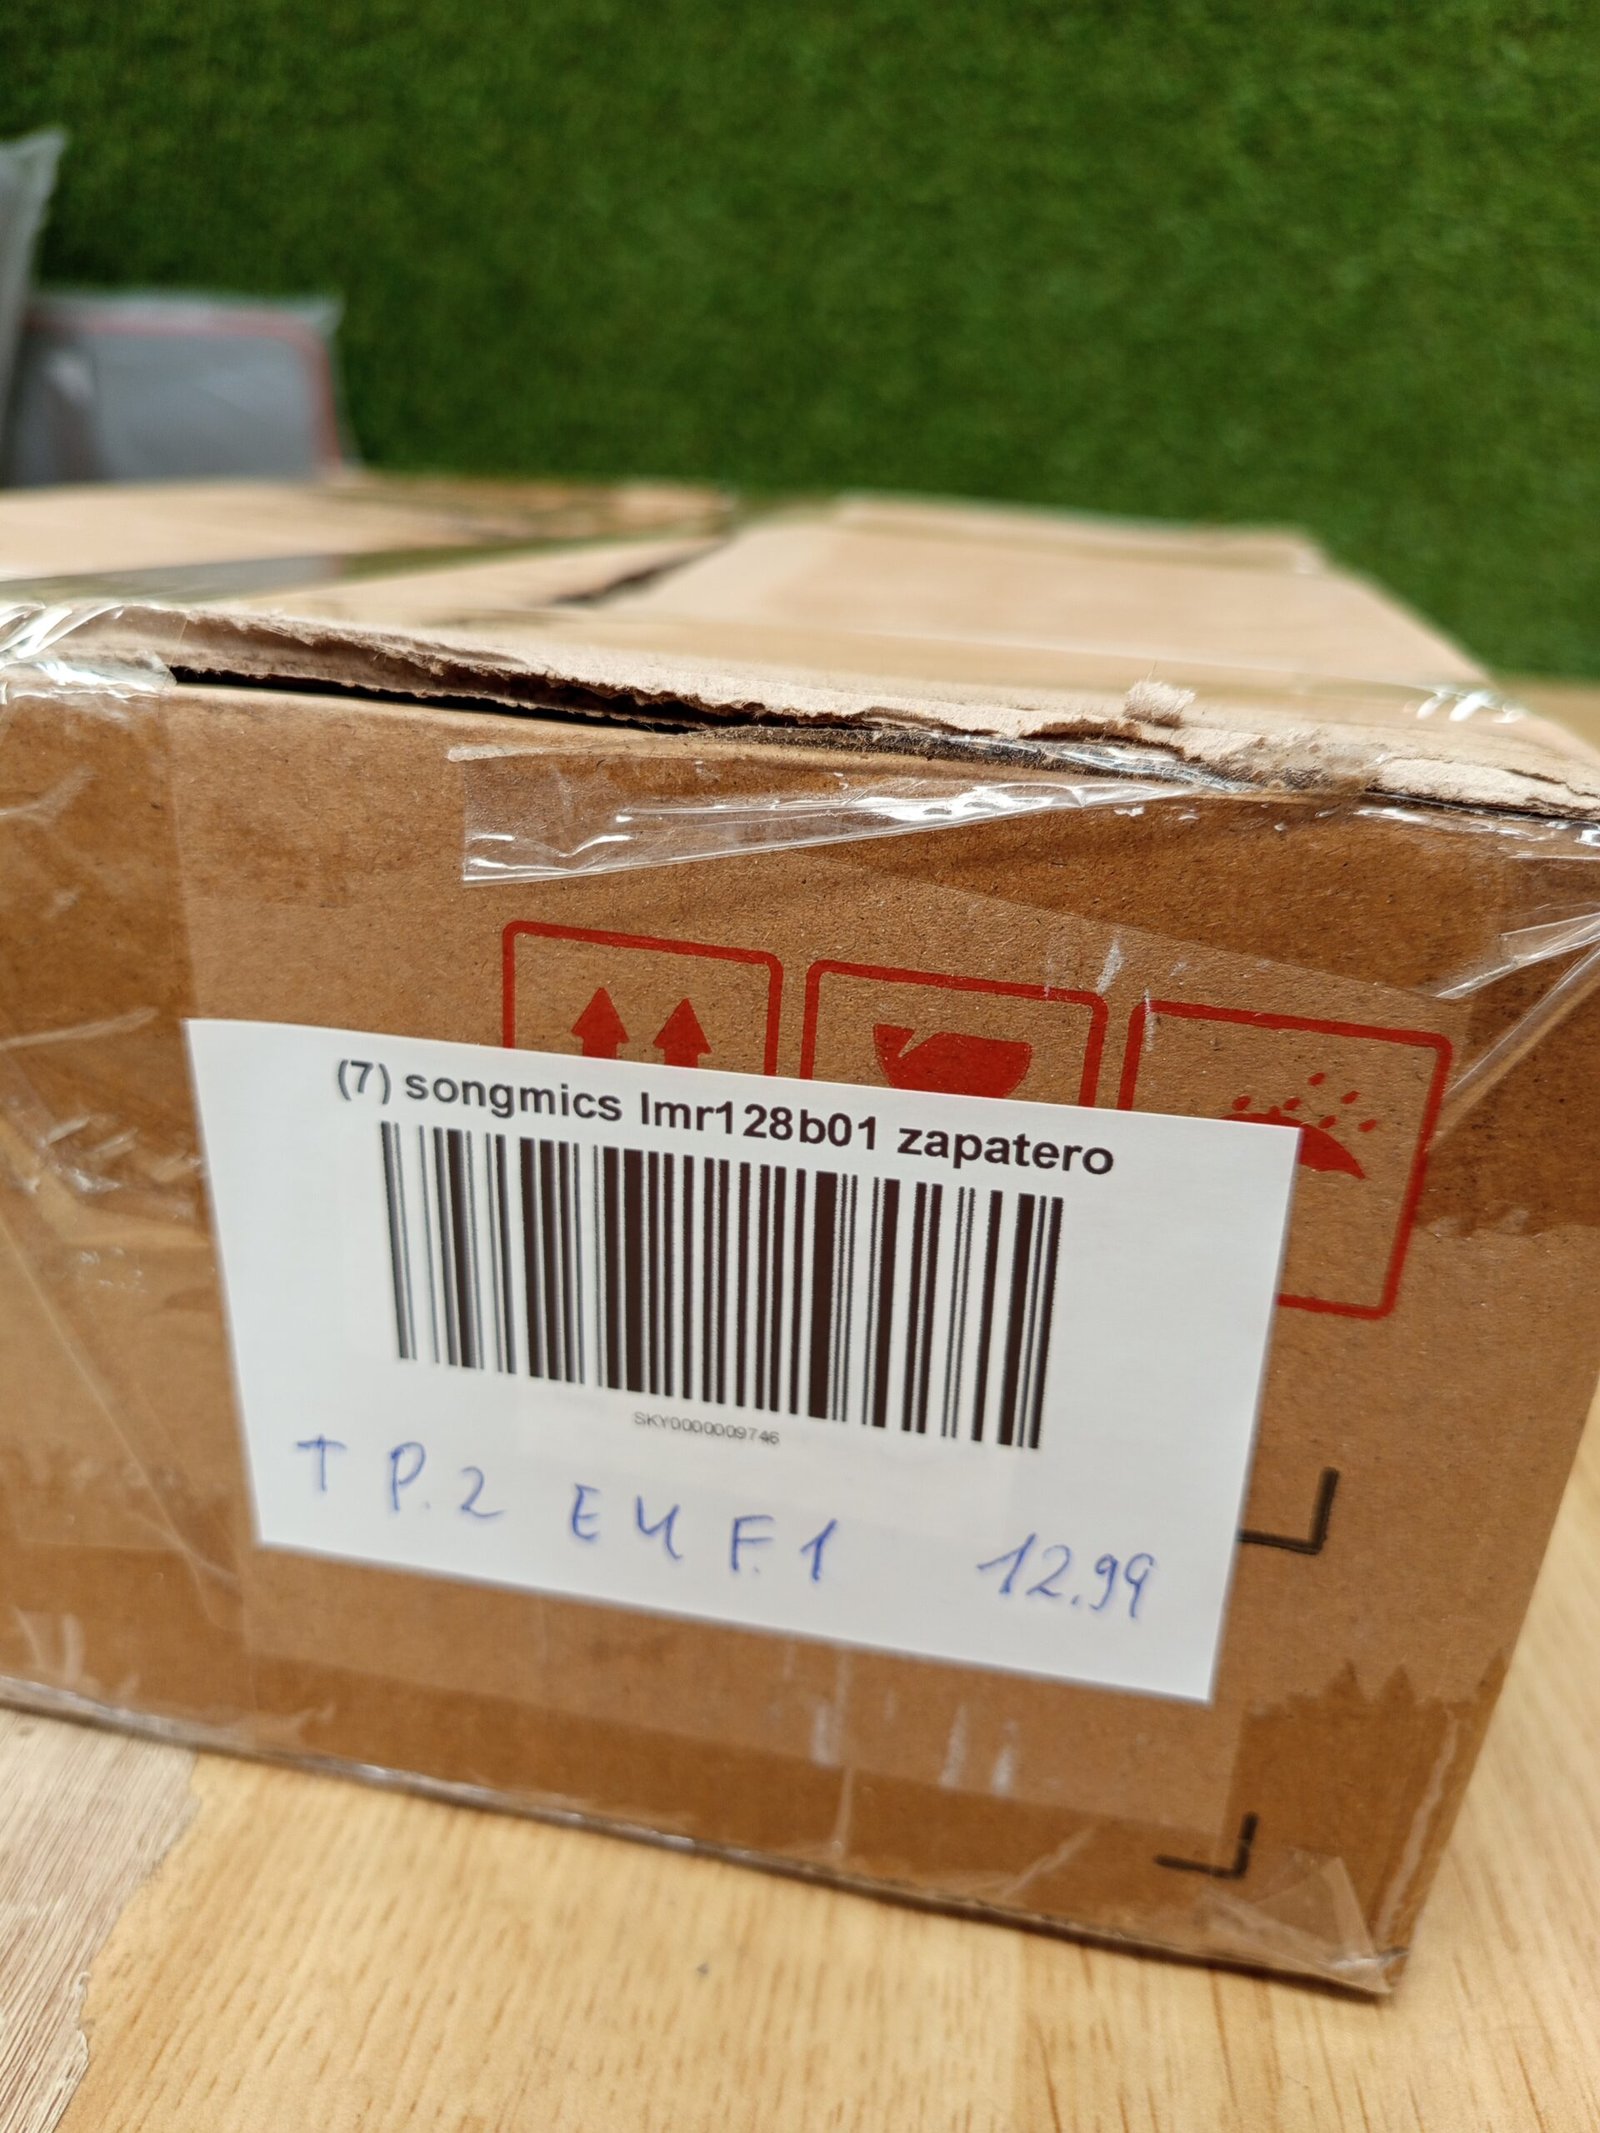 (7) songmics lmr128b01 zapatero
SKY0000009746
T P.2 E4 F.1 12.99